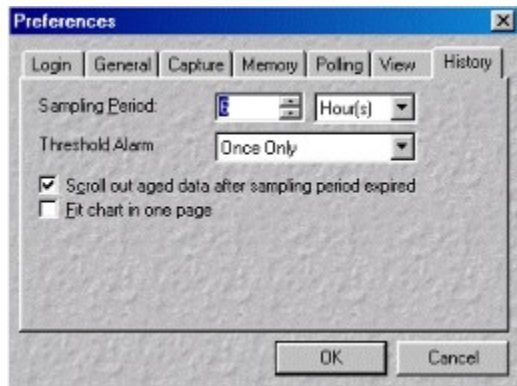 Preferences
Login General Capture Memory Polling View History
Sampling Period: 6 Hour(s)
Threshold Alarm Once Only
Scroll out aged data after sampling period expired
Fit chart in one page
OK Cancel